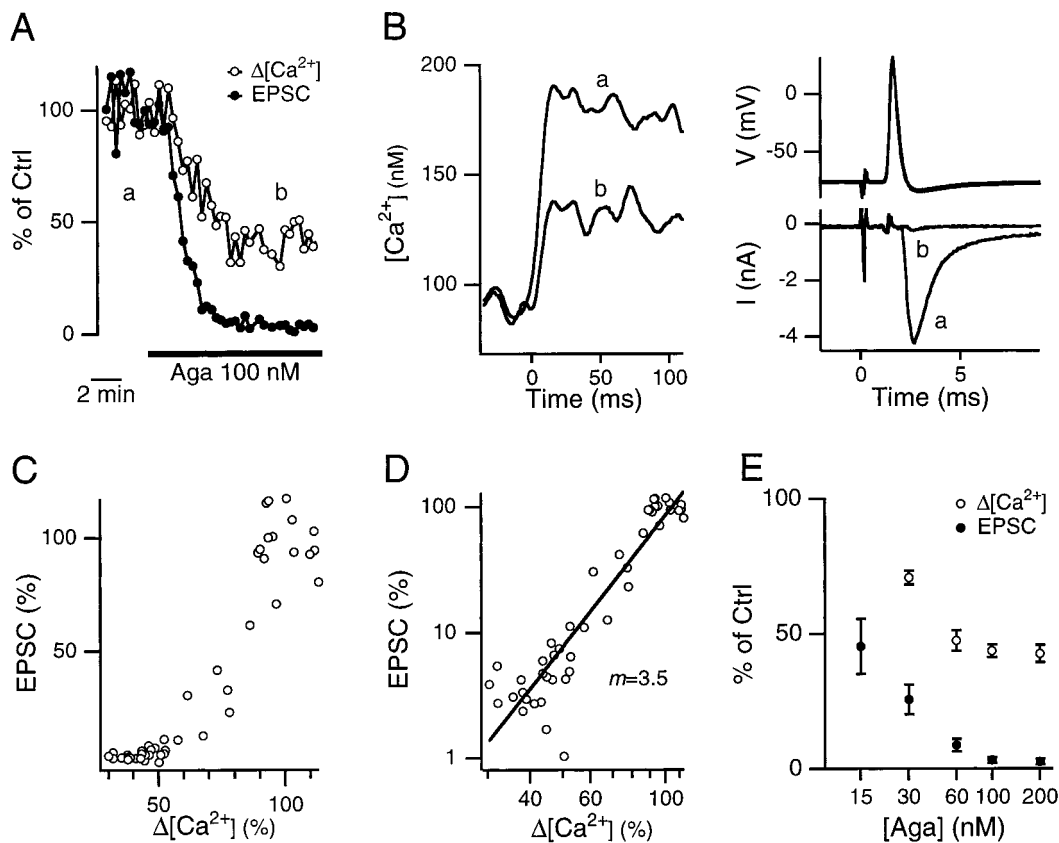 A
Δ[Ca²⁺]
EPSC
% of Ctrl
100
50
0
a
b
Aga 100 nM
2 min
B
[Ca²⁺] (nM)
200
150
100
a
b
0
50
100
Time (ms)
V (mV)
0
-50
I (nA)
0
-2
-4
b
a
0
5
Time (ms)
C
EPSC (%)
100
50
50
100
Δ[Ca²⁺] (%)
D
EPSC (%)
100
10
1
m=3.5
40
60
100
Δ[Ca²⁺] (%)
E
Δ[Ca²⁺]
EPSC
% of Ctrl
100
50
0
15
30
60
100
200
[Aga] (nM)